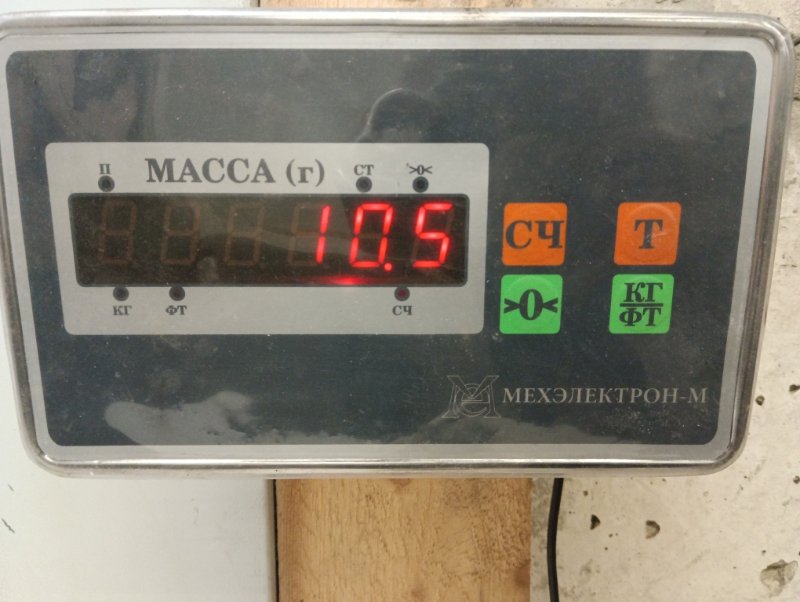 П МАССА (г) СТ >0<
10.5
КГ ФТ СЧ
СЧ Т
>0< КГ
ФТ
МЕХЭЛЕКТРОН-М